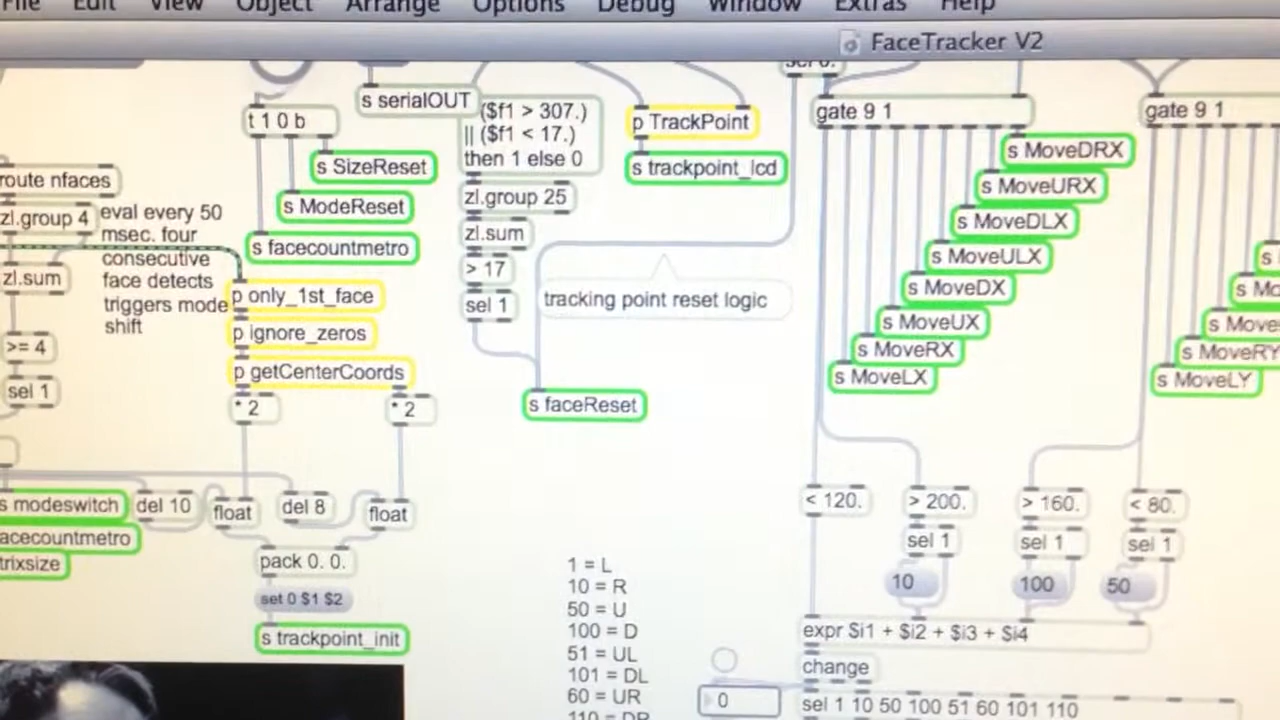 File Edit View Object Arrange Options Debug Window Extras Help
FaceTracker V2
s serialOUT
t 1 0 b
s SizeReset
s ModeReset
s facecountmetro
route nfaces
zl.group 4
zl.sum
>= 4
sel 1
eval every 50
msec. four
consecutive
face detects
triggers mode
shift
p only_1st_face
p ignore_zeros
p getCenterCoords
* 2
* 2
s modeswitch
acecountmetro
trixsize
del 10
float
del 8
float
pack 0. 0.
set 0 $1 $2
s trackpoint_init
($f1 > 307.)
|| ($f1 < 17.)
then 1 else 0
zl.group 25
zl.sum
> 17
sel 1
tracking point reset logic
s faceReset
p TrackPoint
s trackpoint_lcd
gate 9 1
s MoveDRX
s MoveURX
s MoveDLX
s MoveULX
s MoveDX
s MoveUX
s MoveRX
s MoveLX
gate 9 1
s
s Mo
s Move
s MoveRY
s MoveLY
< 120.
> 200.
> 160.
< 80.
sel 1
sel 1
sel 1
10
100
50
expr $i1 + $i2 + $i3 + $i4
change
0
sel 1 10 50 100 51 60 101 110
1 = L
10 = R
50 = U
100 = D
51 = UL
101 = DL
60 = UR
110 = DR